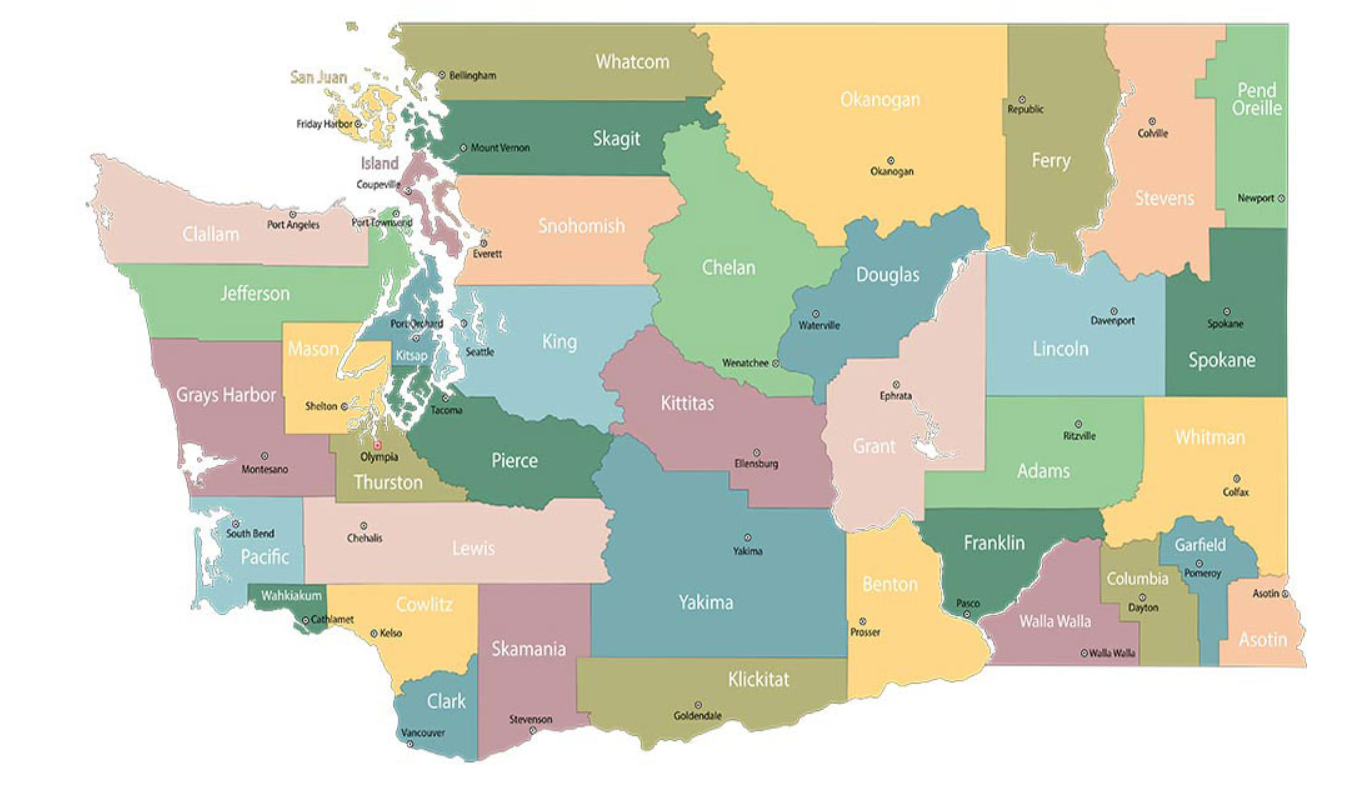 Whatcom
Bellingham
San Juan
Friday Harbor
Skagit
Mount Vernon
Okanogan
Okanogan
Republic
Ferry
Colville
Stevens
Pend
Oreille
Newport
Island
Coupeville
Port Townsend
Port Angeles
Clallam
Snohomish
Everett
Chelan
Wenatchee
Douglas
Waterville
Jefferson
Port Orchard
Kitsap
Seattle
King
Davenport
Lincoln
Spokane
Spokane
Mason
Shelton
Grays Harbor
Montesano
Tacoma
Pierce
Olympia
Thurston
Kittitas
Ellensburg
Ephrata
Grant
Ritzville
Adams
Whitman
Colfax
South Bend
Pacific
Chehalis
Lewis
Yakima
Yakima
Franklin
Pasco
Garfield
Pomeroy
Columbia
Dayton
Asotin
Asotin
Wahkiakum
Cathlamet
Cowlitz
Kelso
Skamania
Stevenson
Benton
Prosser
Walla Walla
Walla Walla
Klickitat
Goldendale
Clark
Vancouver